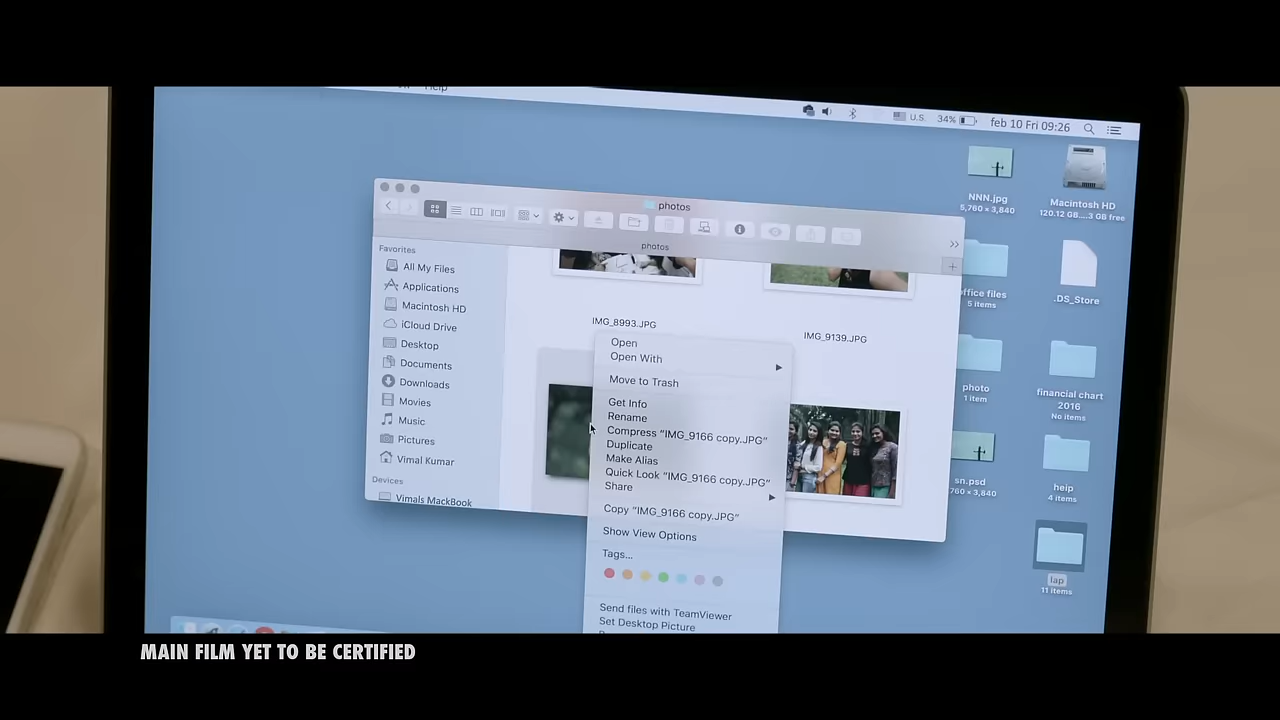 Help
U.S. 34% feb 10 Fri 09:26
photos
photos
Favorites
All My Files
Applications
Macintosh HD
iCloud Drive
Desktop
Documents
Downloads
Movies
Music
Pictures
Vimal Kumar
Devices
Vimals MacBook
IMG_8993.JPG
IMG_9139.JPG
Open
Open With
Move to Trash
Get Info
Rename
Compress "IMG_9166 copy.JPG"
Duplicate
Make Alias
Quick Look "IMG_9166 copy.JPG"
Share
Copy "IMG_9166 copy.JPG"
Show View Options
Tags...
Send files with TeamViewer
Set Desktop Picture
NNN.jpg
5,760 × 3,840
Macintosh HD
120.12 GB....3 GB free
office files
5 items
.DS_Store
photo
1 item
financial chart
2016
No items
sn.psd
760 × 3,840
heip
4 items
lap
11 items
MAIN FILM YET TO BE CERTIFIED